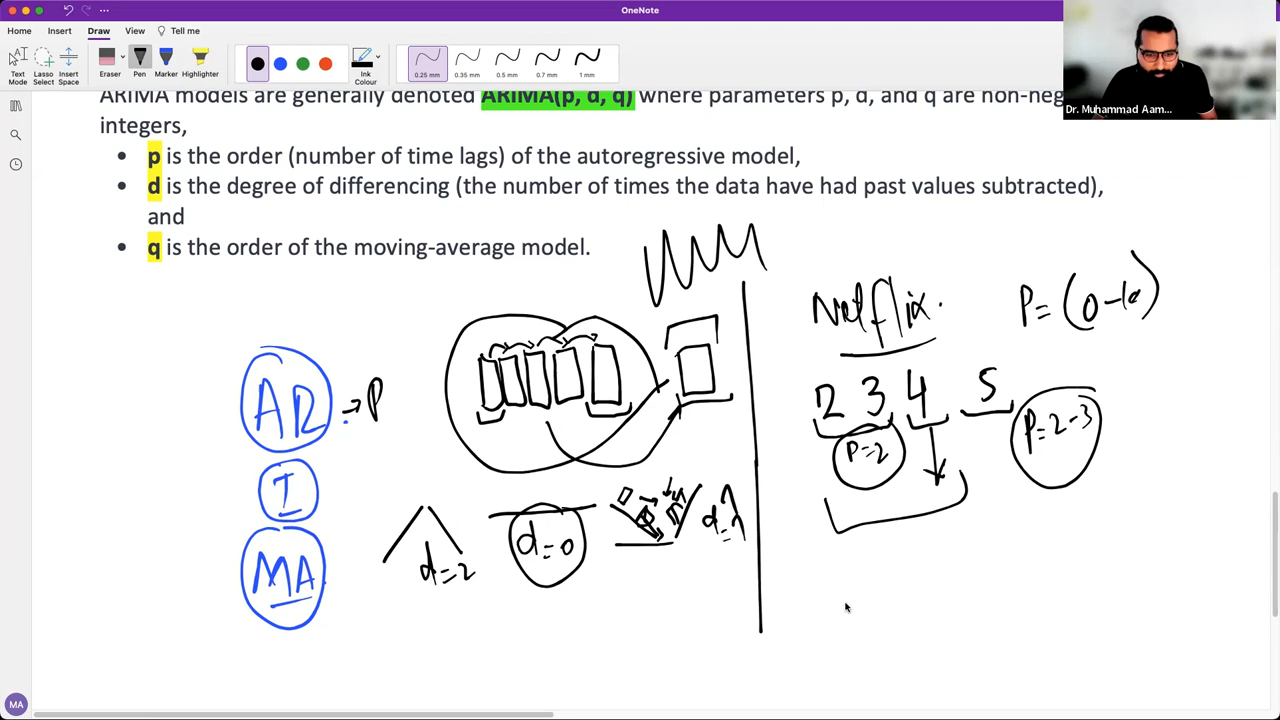 OneNote
Home Insert Draw View Tell me
Text Mode
Lasso Select
Insert Space
Eraser
Pen
Marker
Highlighter
Ink Colour
0.25 mm
0.35 mm
0.5 mm
0.7 mm
1 mm
Dr. Muhammad Aam...
ARIMA models are generally denoted ARIMA(p, d, q) where parameters p, d, and q are non-neg
integers,
• p is the order (number of time lags) of the autoregressive model,
• d is the degree of differencing (the number of times the data have had past values subtracted),
and
• q is the order of the moving-average model.
Netflix.
P= (0-10)
2 3 4 5
P=2
P=2-3
AR → P
I
MA
d=2
d=0
d=1
MA